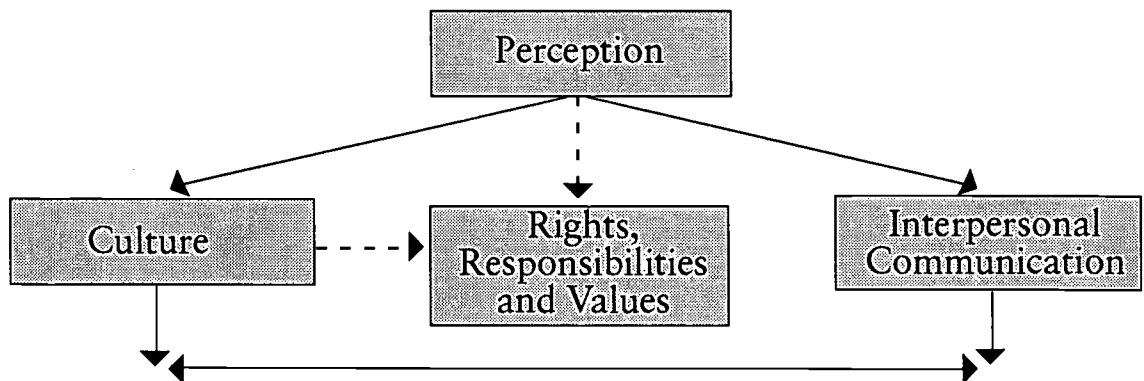 Perception
Culture
Rights,
Responsibilities
and Values
Interpersonal
Communication